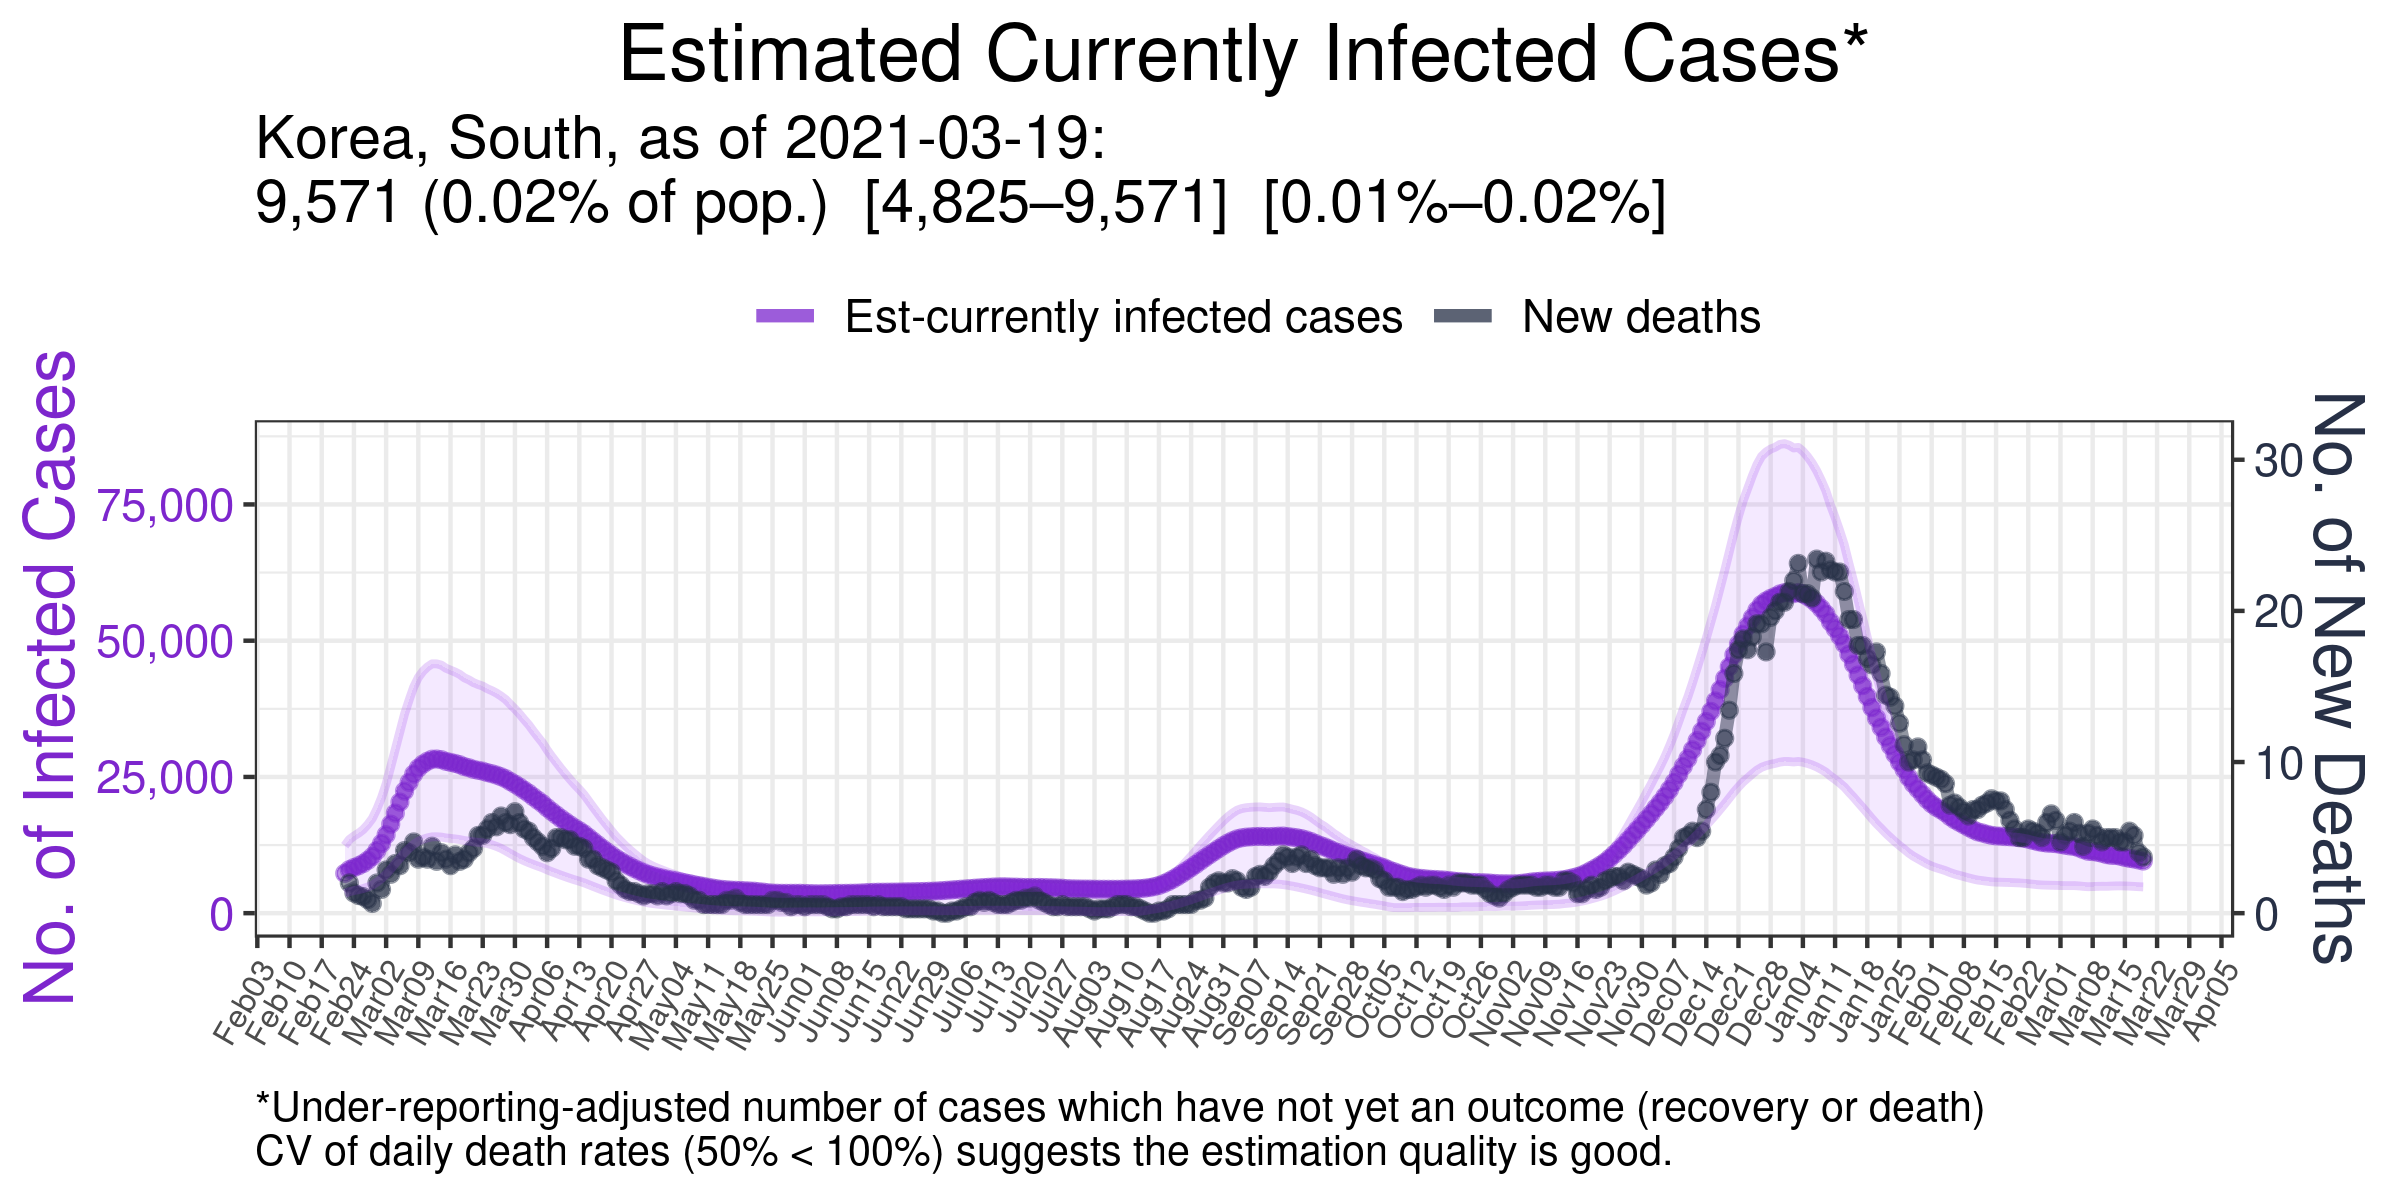 Estimated Currently Infected Cases*
Korea, South, as of 2021-03-19:
9,571 (0.02% of pop.)  [4,825–9,571]  [0.01%–0.02%]
Est-currently infected cases
New deaths
No. of Infected Cases
75,000
50,000
25,000
0
30
20
10
0
No. of New Deaths
Feb03
Feb10
Feb17
Feb24
Mar02
Mar09
Mar16
Mar23
Mar30
Apr06
Apr13
Apr20
Apr27
May04
May11
May18
May25
Jun01
Jun08
Jun15
Jun22
Jun29
Jul06
Jul13
Jul20
Jul27
Aug03
Aug10
Aug17
Aug24
Aug31
Sep07
Sep14
Sep21
Sep28
Oct05
Oct12
Oct19
Oct26
Nov02
Nov09
Nov16
Nov23
Nov30
Dec07
Dec14
Dec21
Dec28
Jan04
Jan11
Jan18
Jan25
Feb01
Feb08
Feb15
Feb22
Mar01
Mar08
Mar15
Mar22
Mar29
Apr05
*Under-reporting-adjusted number of cases which have not yet an outcome (recovery or death)
CV of daily death rates (50% < 100%) suggests the estimation quality is good.